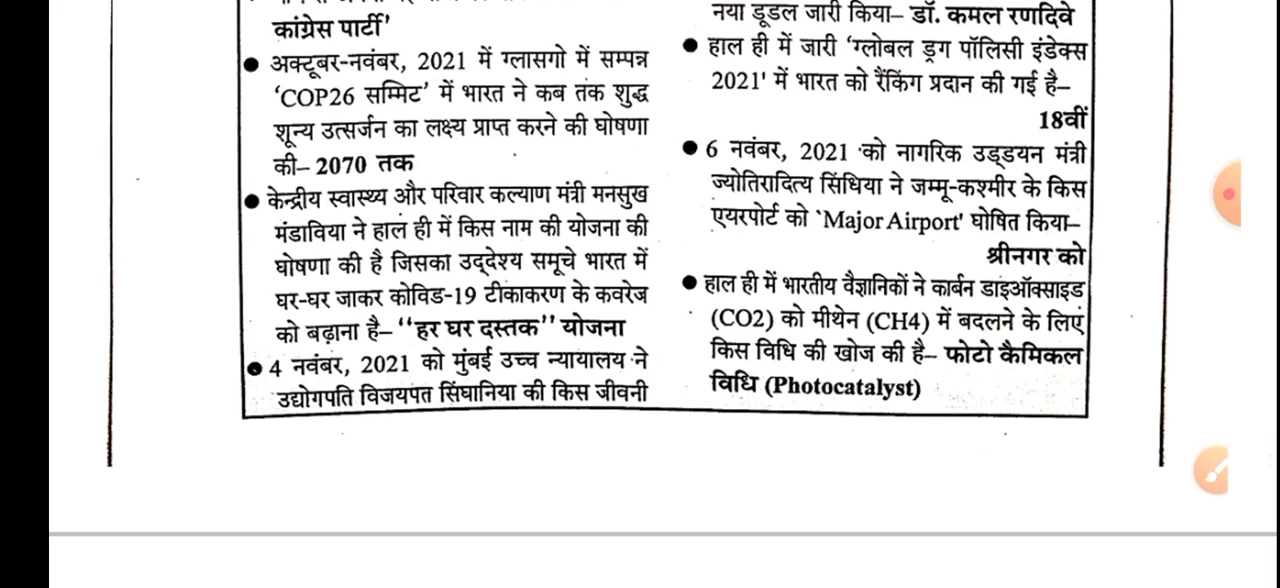 कांग्रेस पार्टी'
● अक्टूबर-नवंबर, 2021 में ग्लासगो में सम्पन्न
'COP26 सम्मिट' में भारत ने कब तक शुद्ध
शून्य उत्सर्जन का लक्ष्य प्राप्त करने की घोषणा
की– 2070 तक
● केन्द्रीय स्वास्थ्य और परिवार कल्याण मंत्री मनसुख
मंडाविया ने हाल ही में किस नाम की योजना की
घोषणा की है जिसका उद्देश्य समूचे भारत में
घर-घर जाकर कोविड-19 टीकाकरण के कवरेज
को बढ़ाना है– "हर घर दस्तक" योजना
● 4 नवंबर, 2021 को मुंबई उच्च न्यायालय ने
उद्योगपति विजयपत सिंघानिया की किस जीवनी
नया डूडल जारी किया– डॉ. कमल रणदिवे
● हाल ही में जारी 'ग्लोबल ड्रग पॉलिसी इंडेक्स
2021' में भारत को रैंकिंग प्रदान की गई है–
18वीं
● 6 नवंबर, 2021 को नागरिक उड्डयन मंत्री
ज्योतिरादित्य सिंधिया ने जम्मू-कश्मीर के किस
एयरपोर्ट को `Major Airport' घोषित किया–
श्रीनगर को
● हाल ही में भारतीय वैज्ञानिकों ने कार्बन डाइऑक्साइड
(CO2) को मीथेन (CH4) में बदलने के लिए
किस विधि की खोज की है– फोटो कैमिकल
विधि (Photocatalyst)